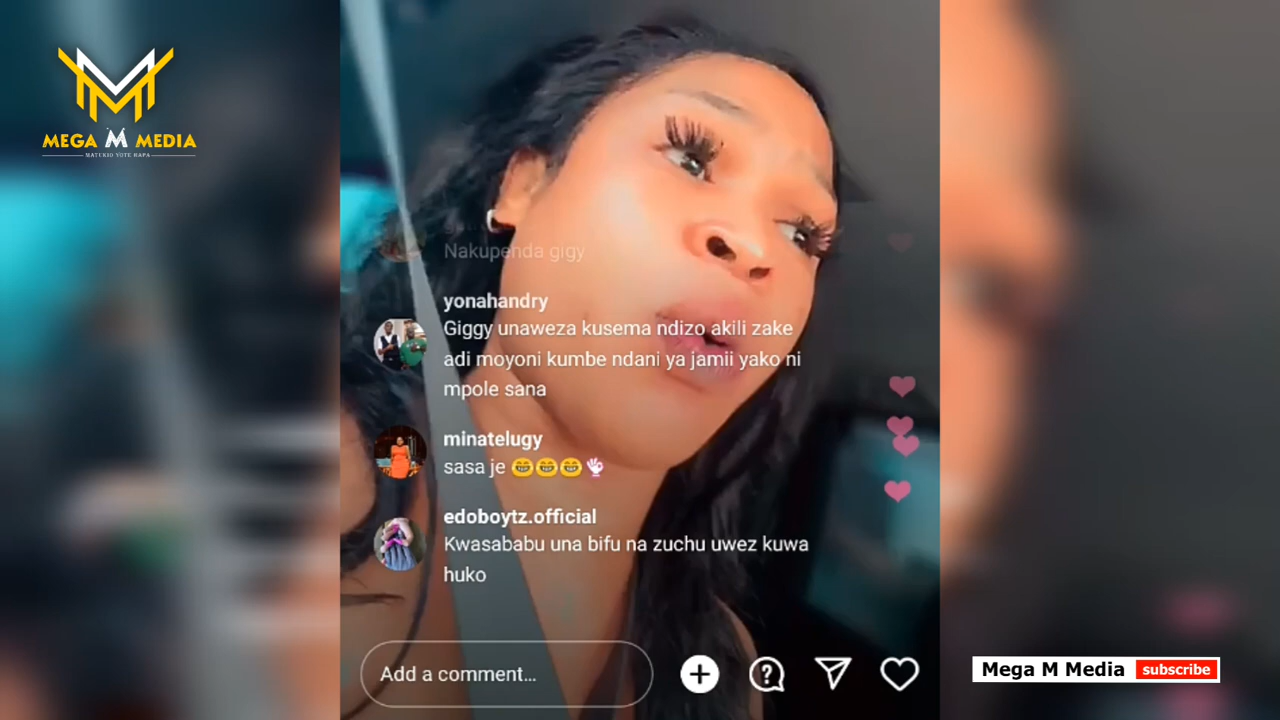 MEGA M MEDIA
MATUKIO YOTE HAPA
Nakupenda gigy
yonahandry
Giggy unaweza kusema ndizo akili zake
adi moyoni kumbe ndani ya jamii yako ni
mpole sana
minatelugy
sasa je 😂😂😂👌
edoboytz.official
Kwasababu una bifu na zuchu uwez kuwa
huko
Add a comment...
Mega M Media subscribe